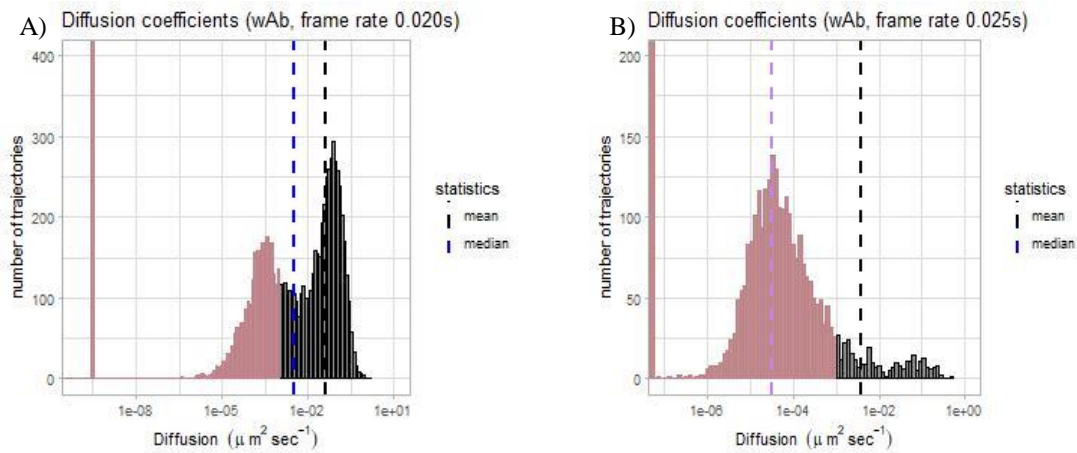 A) Diffusion coefficients (wAb, frame rate 0.020s)
400
300
200
100
0
number of trajectories
1e-08 1e-05 1e-02 1e+01
Diffusion (μ m² sec⁻¹)
statistics
mean
median
B) Diffusion coefficients (wAb, frame rate 0.025s)
200
150
100
50
0
number of trajectories
1e-06 1e-04 1e-02 1e+00
Diffusion (μ m² sec⁻¹)
statistics
mean
median